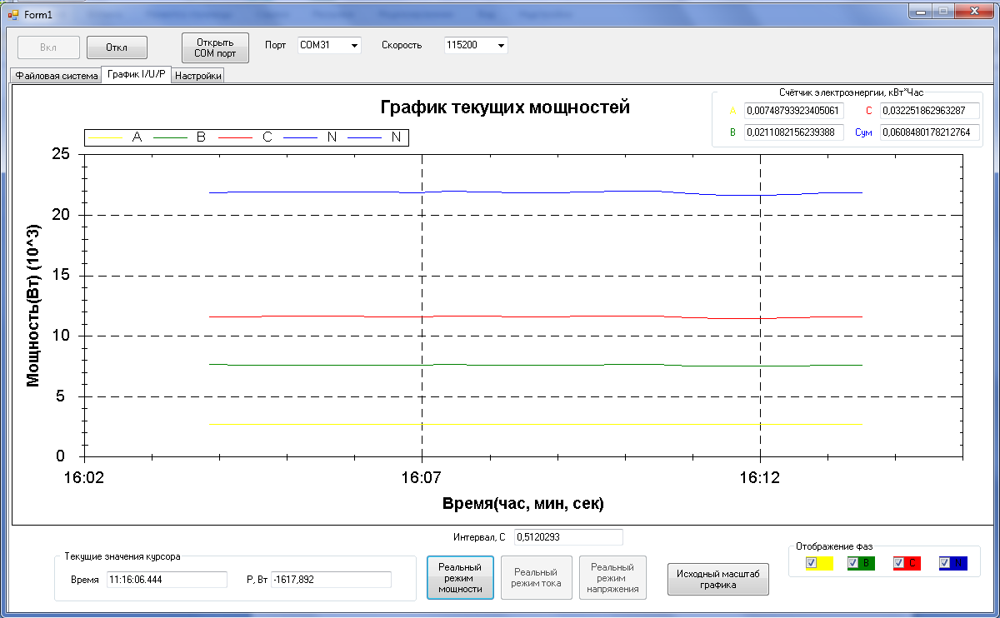 Form1
Вкл
Откл
Открыть
COM порт
Порт
COM31
Скорость
115200
Файловая система
График I/U/P
Настройки
График текущих мощностей
Счётчик электроэнергии, кВт*Час
A 0,00748793923405061 C 0,032251862963287
B 0,0211082156239388 Сум 0,0608480178212764
A B C N N
Мощность(Вт) (10^3)
25
20
15
10
5
0
16:02 16:07 16:12
Время(час, мин, сек)
Интервал, С 0,5120293
Текущие значения курсора
Время 11:16:06.444 P, Вт -1617,892
Реальный
режим
мощности
Реальный
режим тока
Реальный
режим
напряжения
Исходный масштаб
графика
Отображение фаз
B C N